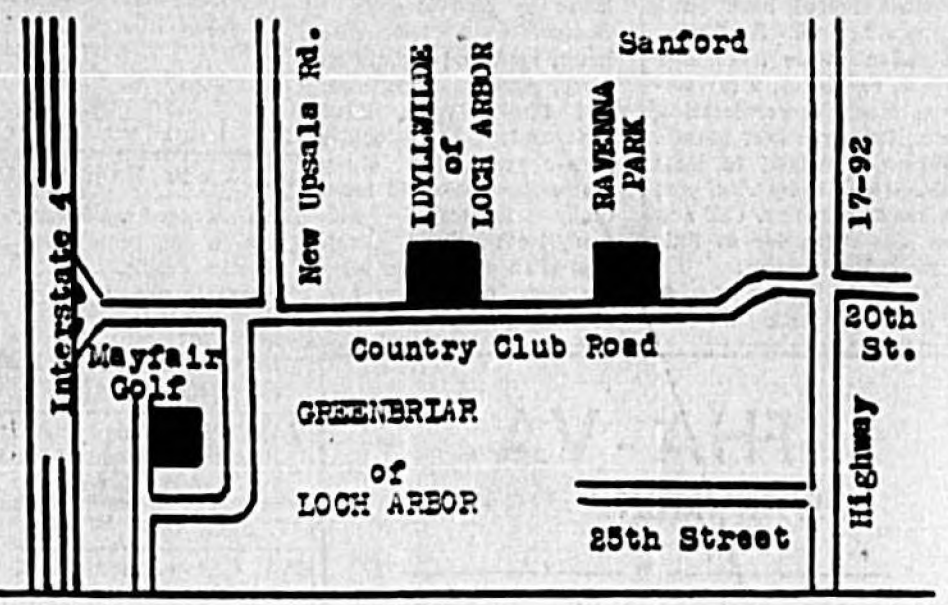 Sanford
New Upsala Rd.
IDYLLWILDE
of
LOCH ARBOR
RAVENNA
PARK
17-92
Interstate 4
20th
St.
Country Club Road
Mayfair
Golf
GREENBRIAR
of
LOCH ARBOR
Highway
25th Street